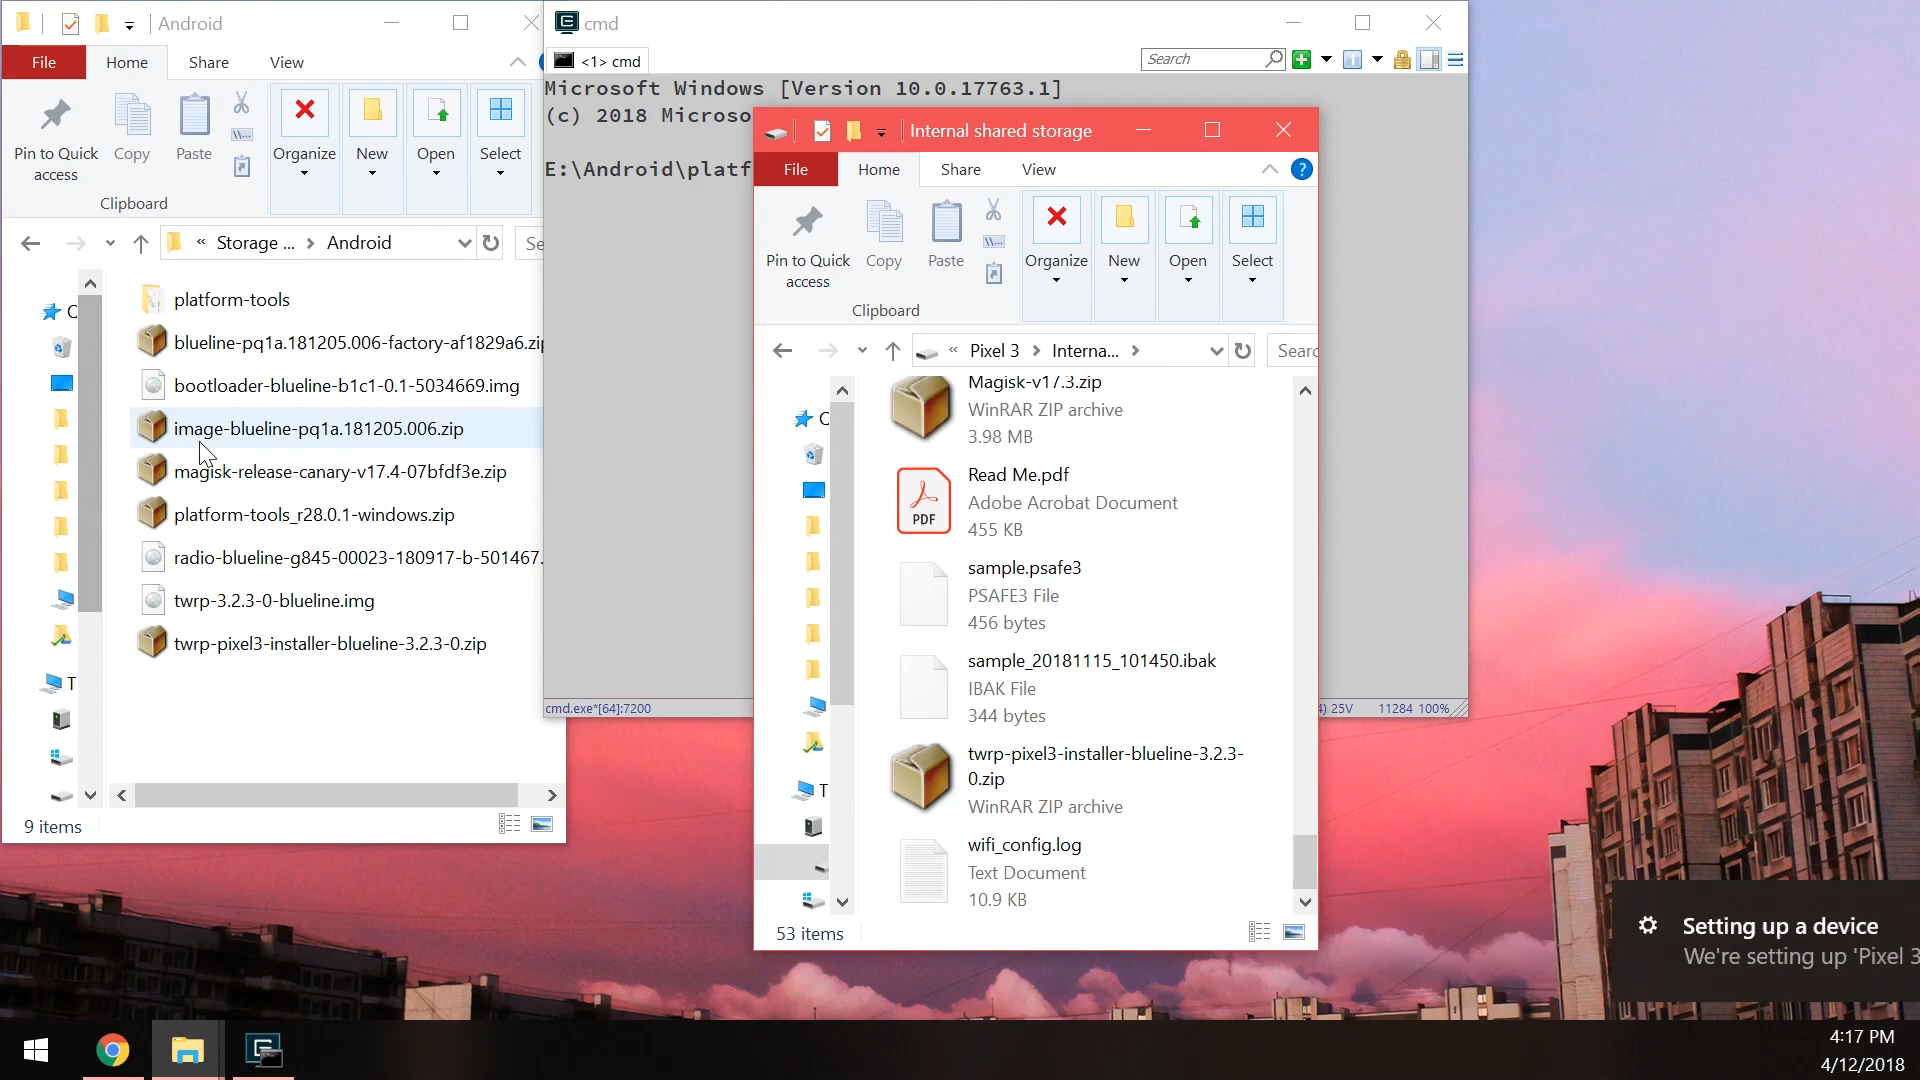 Android
File
Home
Share
View
Pin to Quick
access
Copy
Paste
Organize
New
Open
Select
Clipboard
« Storage ... > Android
Se
platform-tools
blueline-pq1a.181205.006-factory-af1829a6.zip
bootloader-blueline-b1c1-0.1-5034669.img
image-blueline-pq1a.181205.006.zip
magisk-release-canary-v17.4-07bfdf3e.zip
platform-tools_r28.0.1-windows.zip
radio-blueline-g845-00023-180917-b-501467.
twrp-3.2.3-0-blueline.img
twrp-pixel3-installer-blueline-3.2.3-0.zip
C
T
9 items
cmd
<1> cmd
Search
Microsoft Windows [Version 10.0.17763.1]
(c) 2018 Microso
E:\Android\platf
cmd.exe*[64]:7200
4) 25V
11284 100%
Internal shared storage
File
Home
Share
View
Pin to Quick
access
Copy
Paste
Organize
New
Open
Select
Clipboard
« Pixel 3 > Interna... >
Searc
C
T
Magisk-v17.3.zip
WinRAR ZIP archive
3.98 MB
PDF
Read Me.pdf
Adobe Acrobat Document
455 KB
sample.psafe3
PSAFE3 File
456 bytes
sample_20181115_101450.ibak
IBAK File
344 bytes
twrp-pixel3-installer-blueline-3.2.3-
0.zip
WinRAR ZIP archive
wifi_config.log
Text Document
10.9 KB
53 items
Setting up a device
We're setting up 'Pixel 3
4:17 PM
4/12/2018